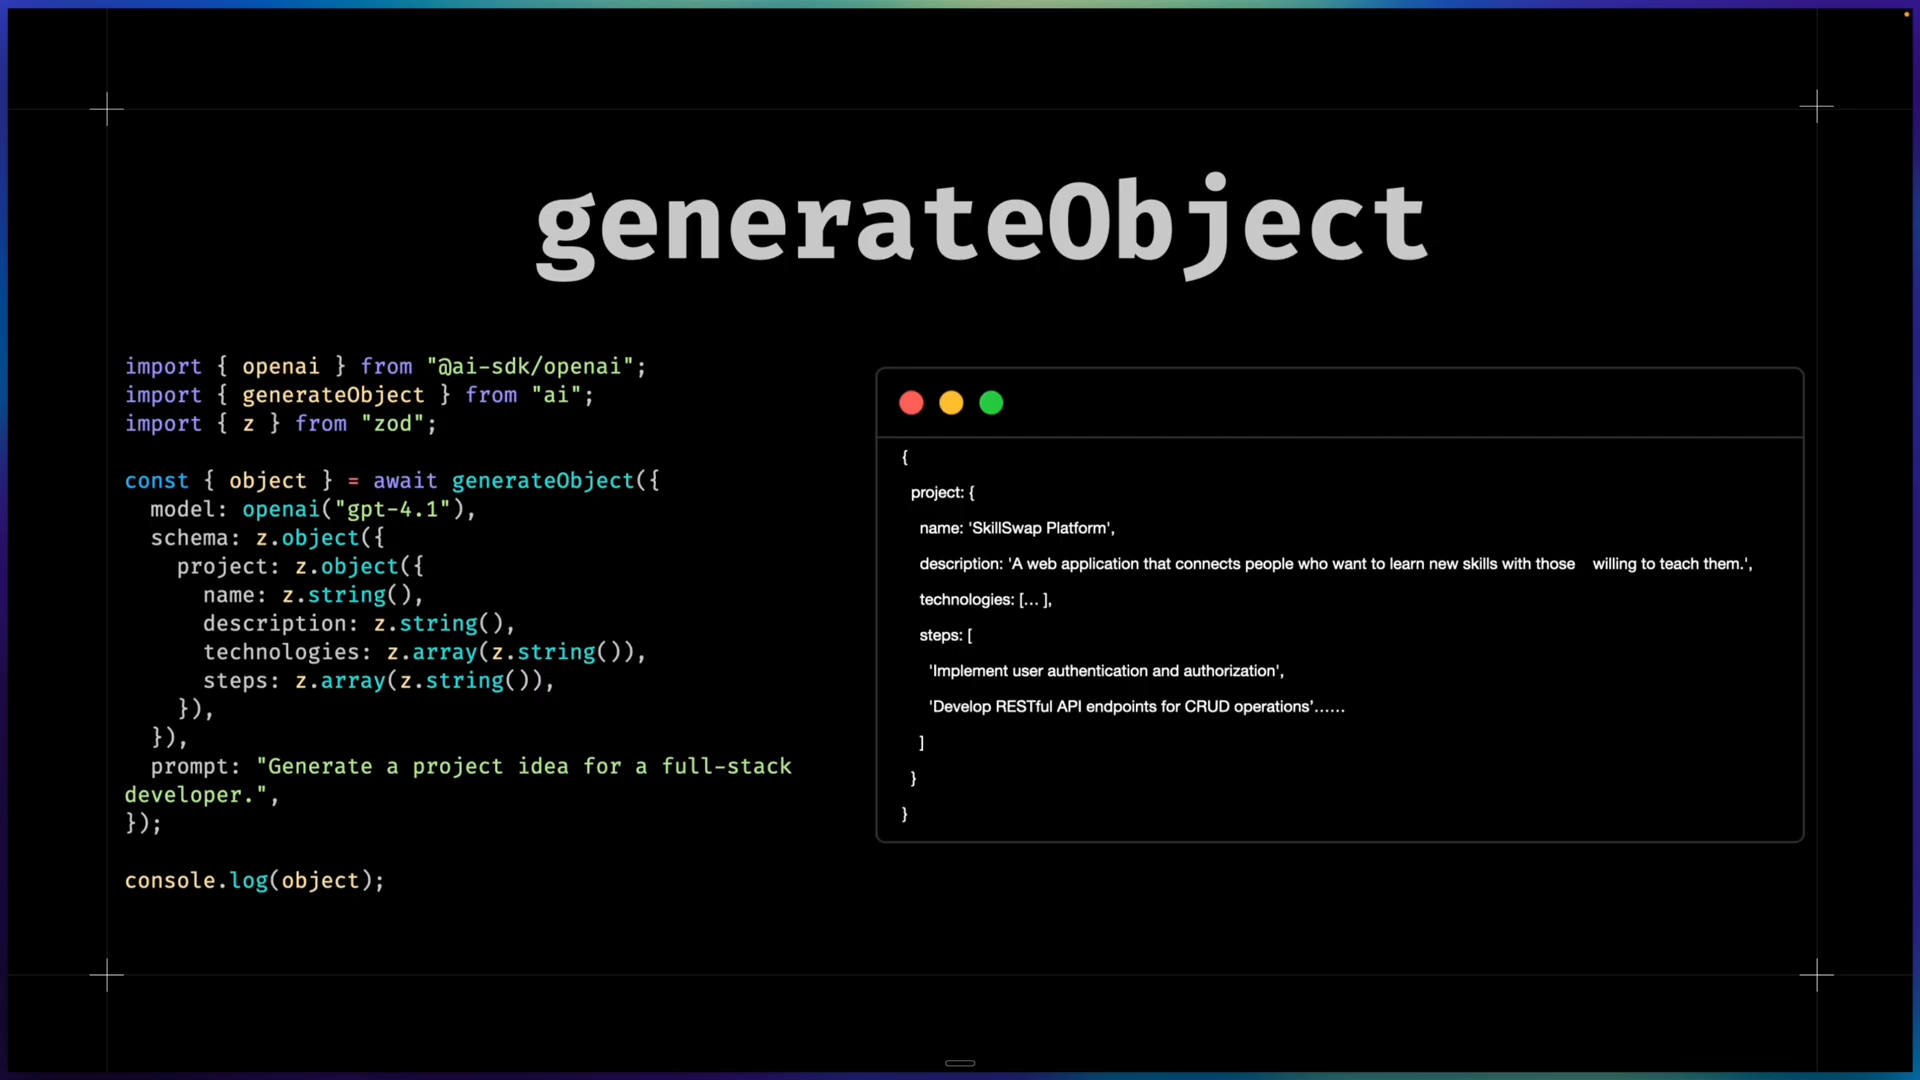 generateObject
import { openai } from "@ai-sdk/openai";
import { generateObject } from "ai";
import { z } from "zod";
const { object } = await generateObject({
  model: openai("gpt-4.1"),
  schema: z.object({
    project: z.object({
      name: z.string(),
      description: z.string(),
      technologies: z.array(z.string()),
      steps: z.array(z.string()),
    }),
  }),
  prompt: "Generate a project idea for a full-stack
developer.",
});
console.log(object);
{
  project: {
    name: 'SkillSwap Platform',
    description: 'A web application that connects people who want to learn new skills with those    willing to teach them.',
    technologies: [... ],
    steps: [
      'Implement user authentication and authorization',
      'Develop RESTful API endpoints for CRUD operations’......
    ]
  }
}